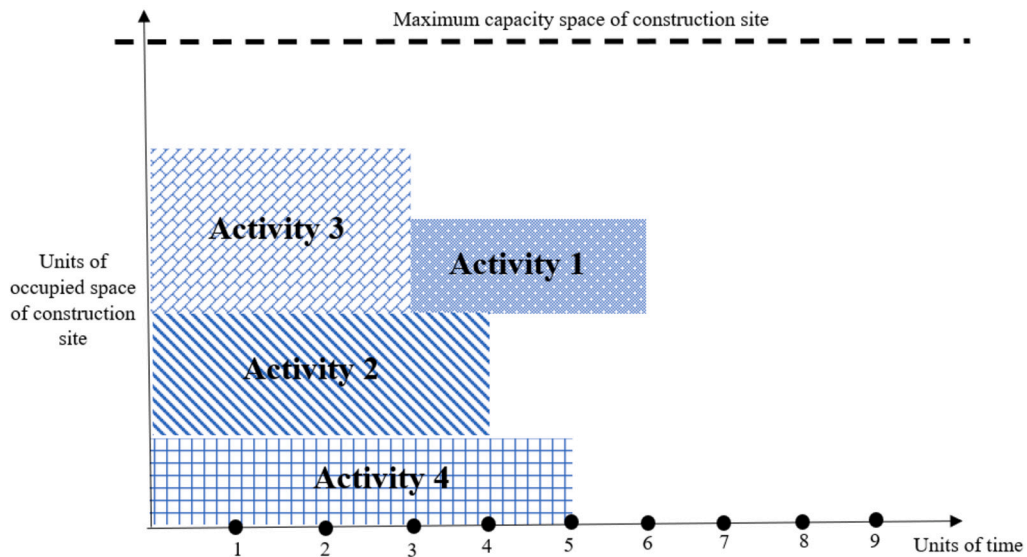 Maximum capacity space of construction site
Activity 3
Activity 1
Units of
occupied space
of construction
site
Activity 2
Activity 4
1 2 3 4 5 6 7 8 9
Units of time